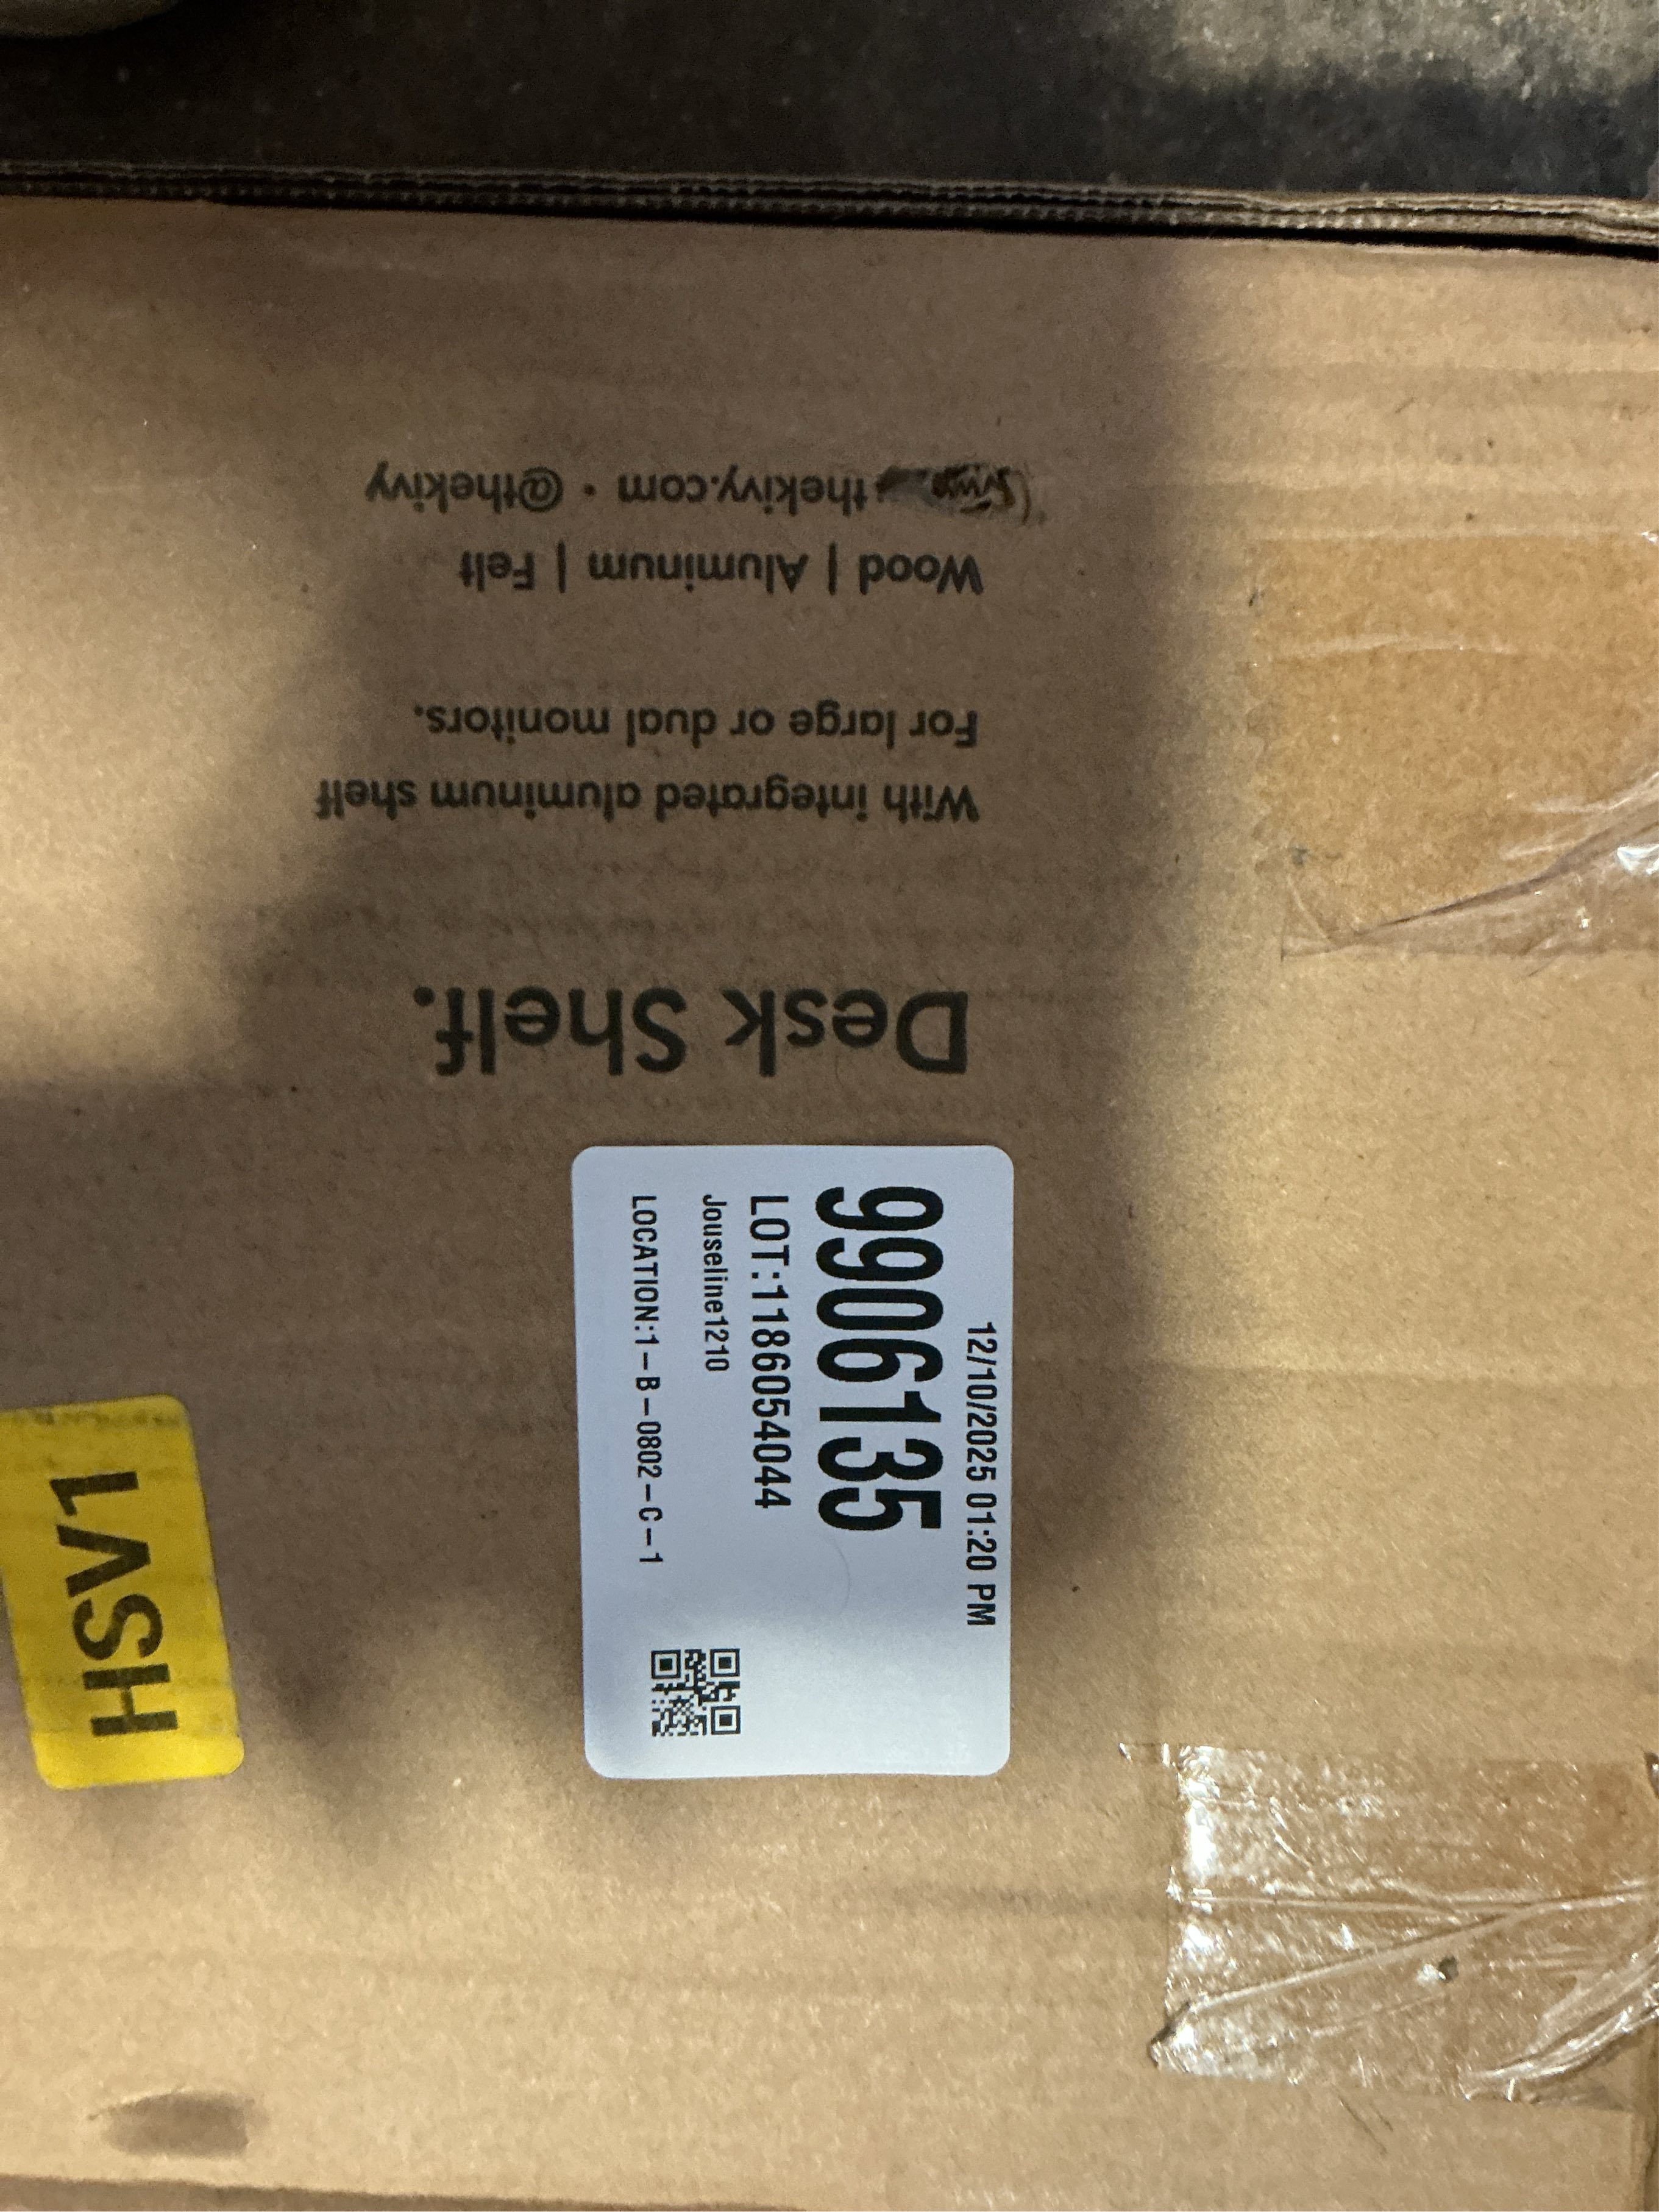 Desk Shelf.
With integrated aluminum shelf
For large or dual monitors.
Wood | Aluminum | Felt
thekivy.com • @thekivy
12/10/2025 01:20 PM
9906135
LOT:1186054044
Jouseline1210
LOCATION:1-B-0802-C-1
HSV1